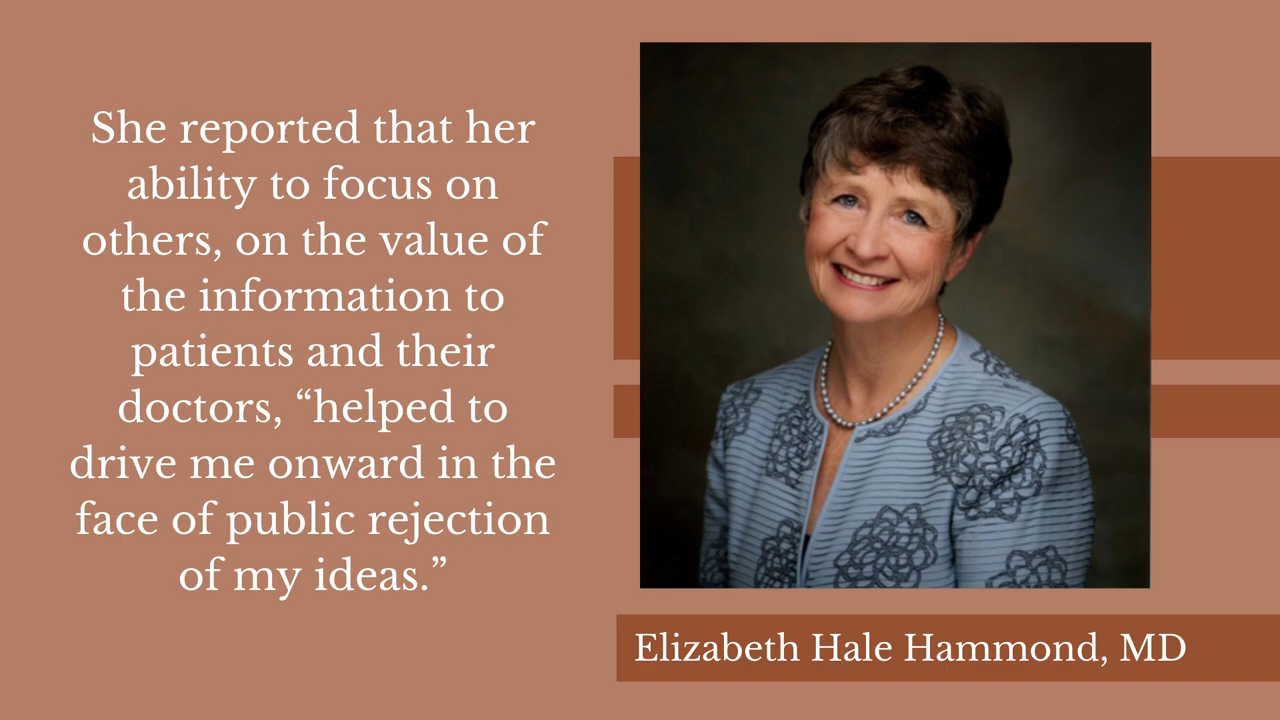 She reported that her
ability to focus on
others, on the value of
the information to
patients and their
doctors, “helped to
drive me onward in the
face of public rejection
of my ideas.”
Elizabeth Hale Hammond, MD